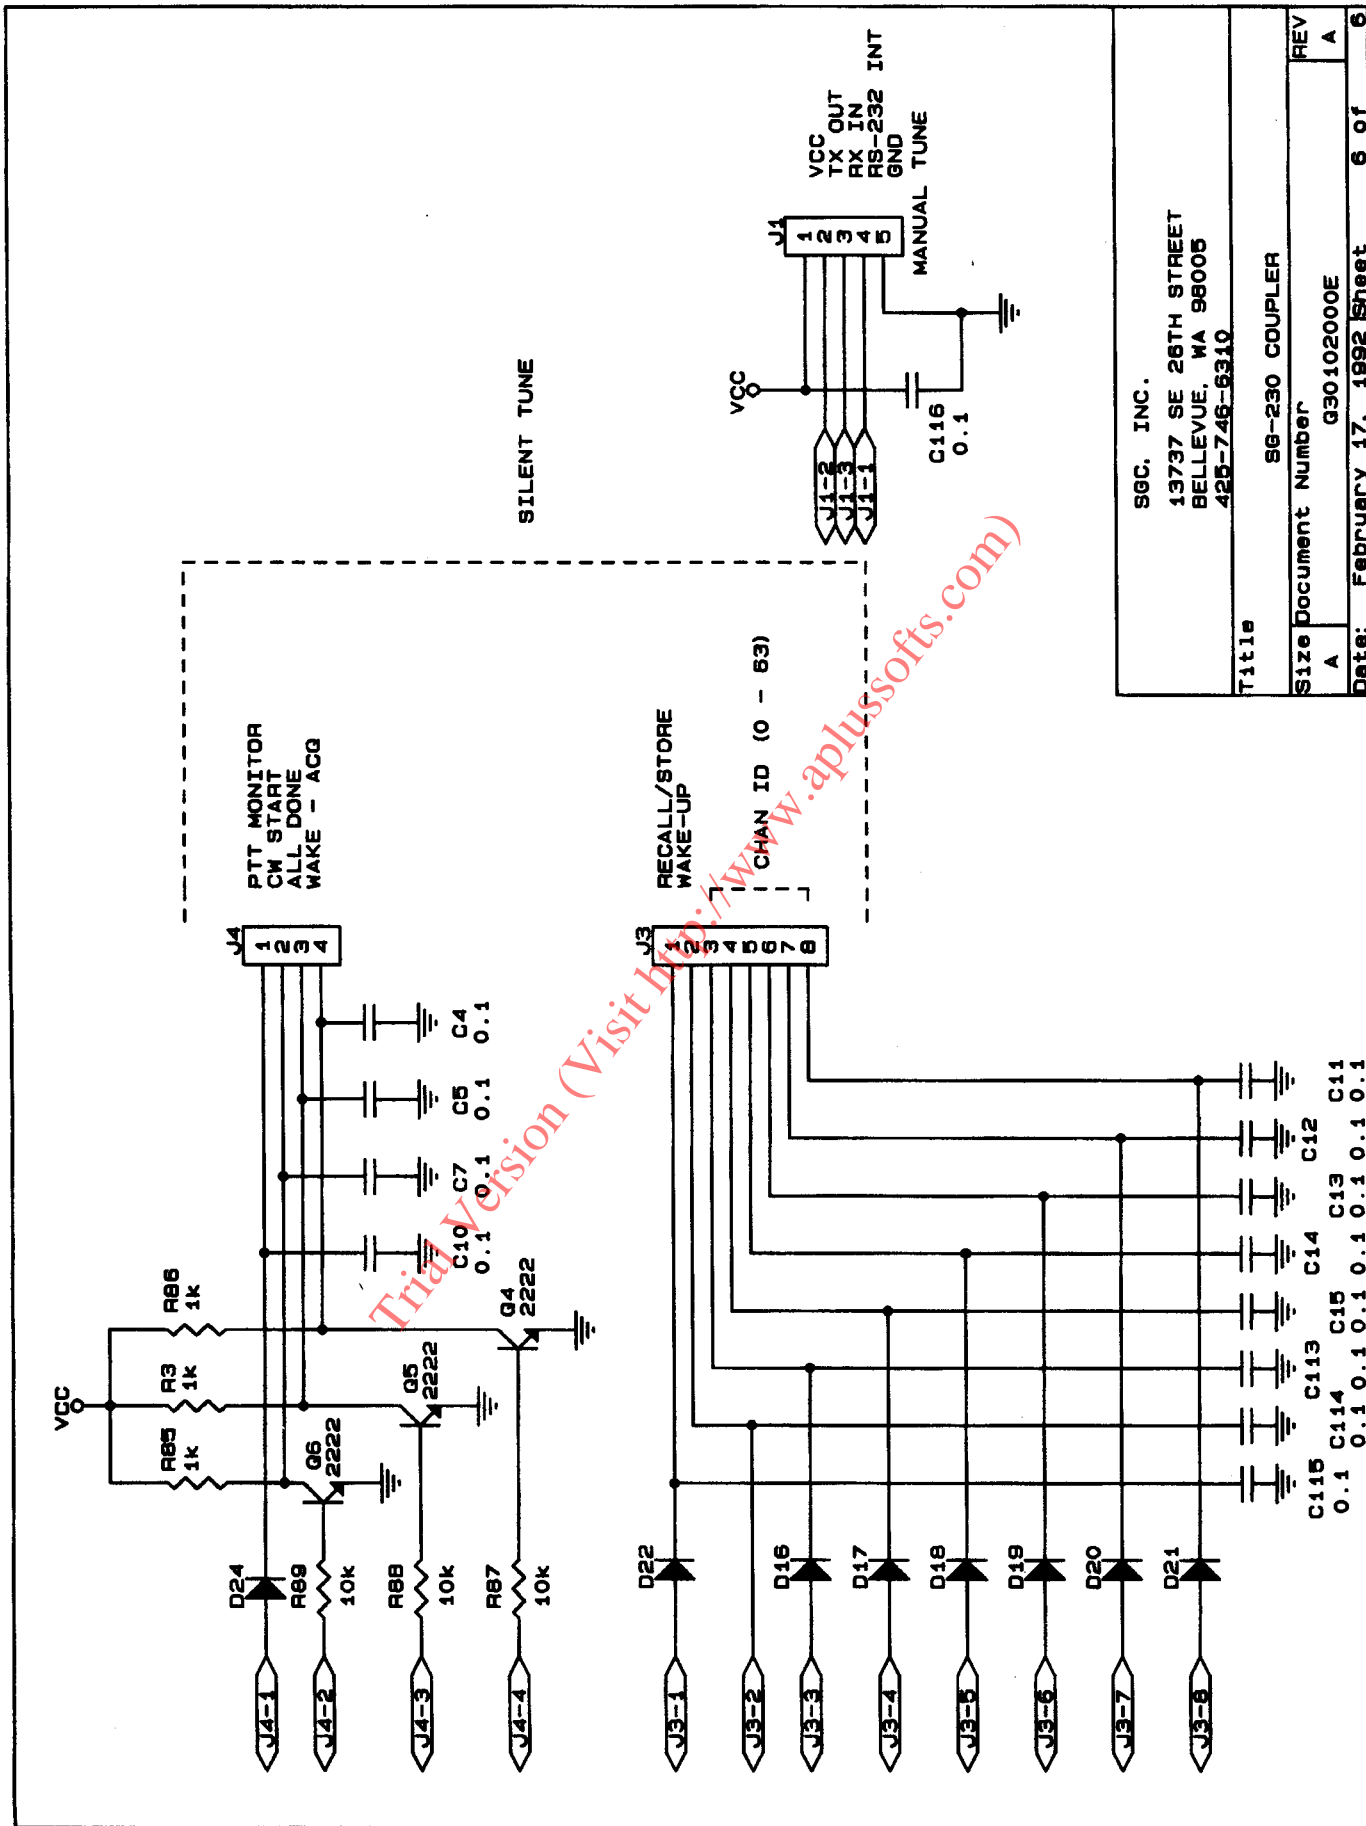 VCC
R85
1k
R3
1k
R86
1k
D24
J4-1
R89
10k
J4-2
Q6
2222
R88
10k
J4-3
Q5
2222
R87
10k
J4-4
Q4
2222
C10
0.1
C7
0.1
C5
0.1
C4
0.1
J4
1
2
3
4
PTT MONITOR
CW START
ALL DONE
WAKE - ACQ
SILENT TUNE
J3-1
D22
J3-2
J3-3
D16
J3-4
D17
J3-5
D18
J3-6
D19
J3-7
D20
J3-8
D21
J3
1
2
3
4
5
6
7
8
RECALL/STORE
WAKE-UP
CHAN ID (0 - 63)
C115
0.1
C114
0.1
C113
0.1
C15
0.1
C14
0.1
C13
0.1
C12
0.1
C11
0.1
VCC
J1-2
J1-3
J1-1
C116
0.1
J1
1
2
3
4
5
VCC
TX OUT
RX IN
RS-232 INT
GND
MANUAL TUNE
SGC. INC.
13737 SE 26TH STREET
BELLEVUE, WA 98005
425-746-6310
Title
SG-230 COUPLER
Size Document Number REV
A Q30102000E A
Date: February 17, 1992 Sheet 6 of 6
Trial Version (Visit http://www.aplussofts.com)